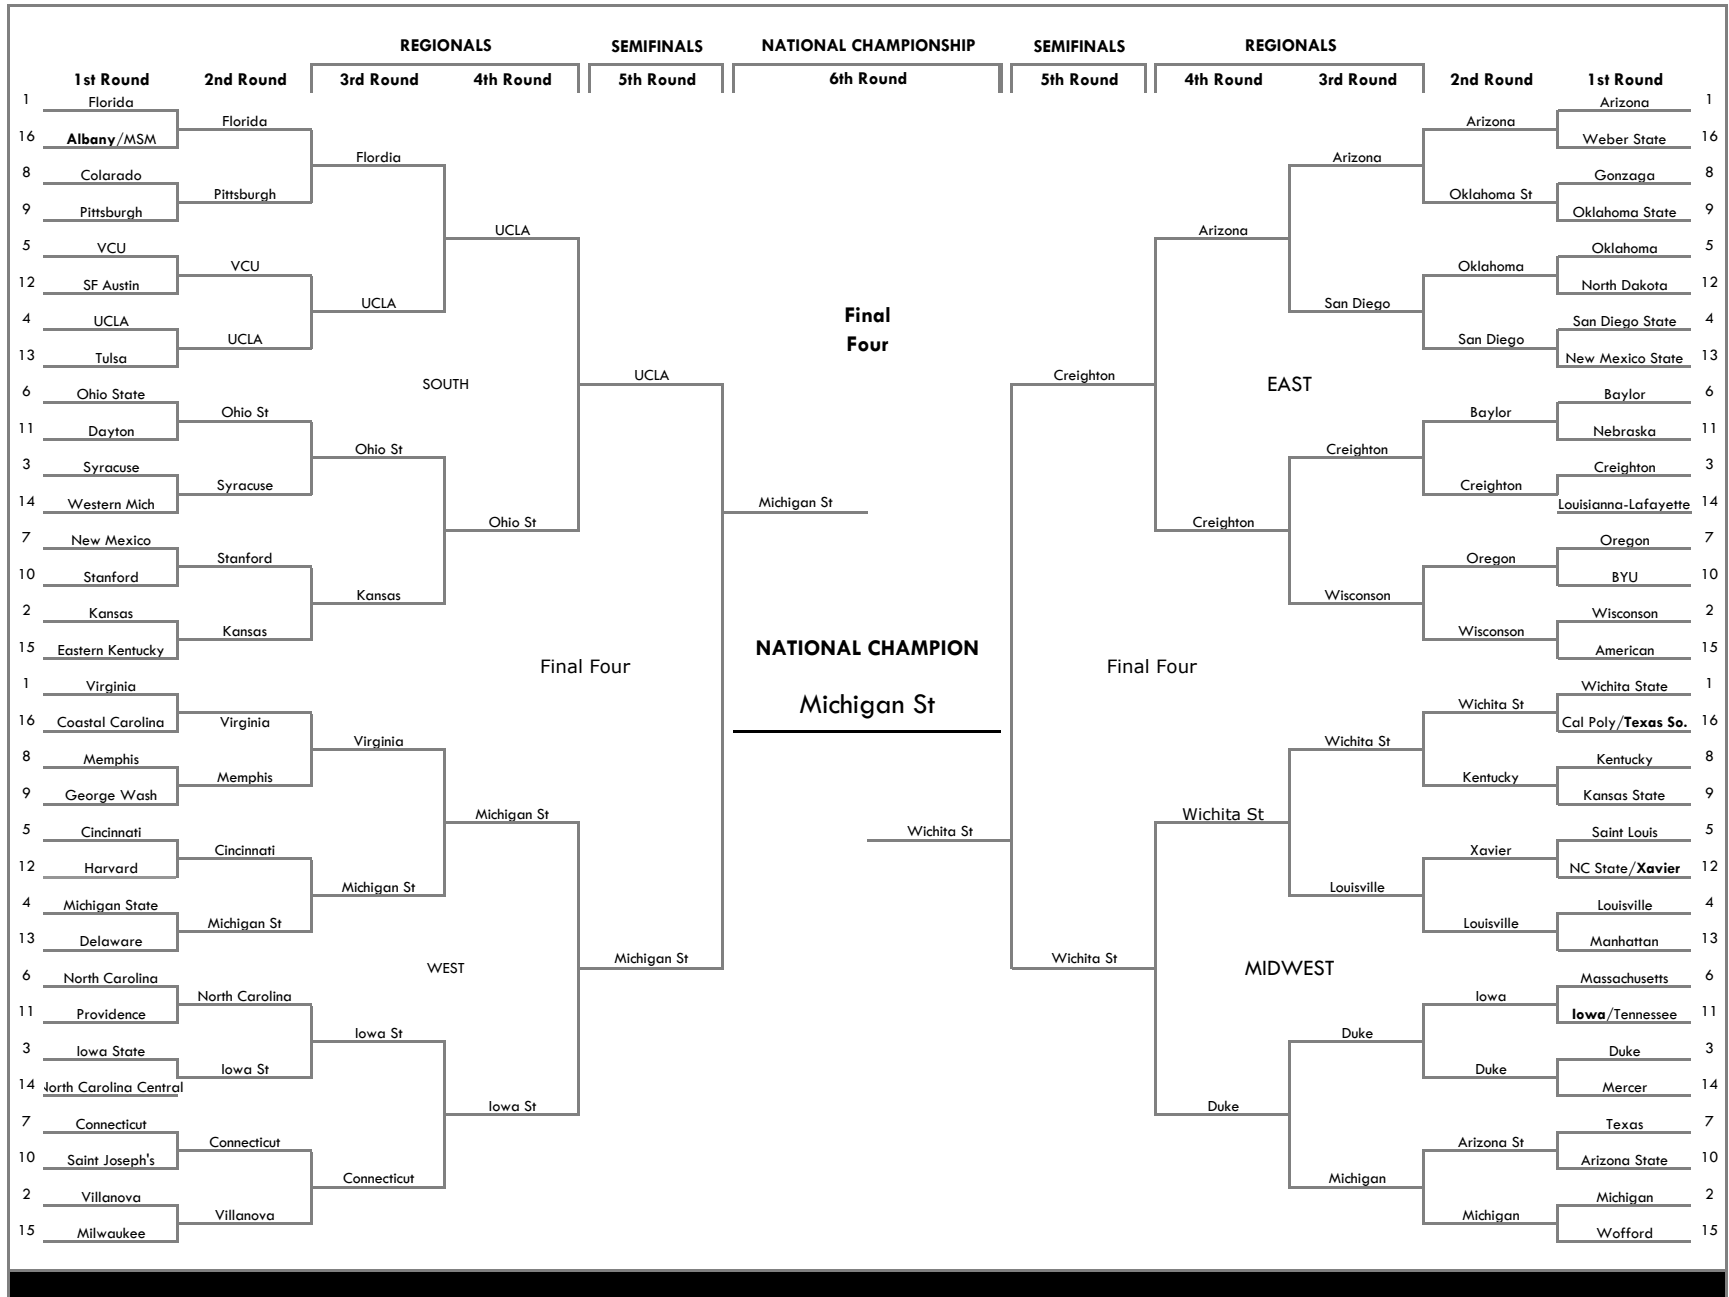 REGIONALS SEMIFINALS NATIONAL CHAMPIONSHIP SEMIFINALS REGIONALS
1st Round 2nd Round 3rd Round 4th Round 5th Round 6th Round 5th Round 4th Round 3rd Round 2nd Round 1st Round
1 Florida Arizona 1
Florida Arizona
16 Albany/MSM Weber State 16
Flordia Arizona
8 Colarado Gonzaga 8
Pittsburgh Oklahoma St
9 Pittsburgh Oklahoma State 9
UCLA Arizona
5 VCU Oklahoma 5
VCU Oklahoma
12 SF Austin North Dakota 12
UCLA San Diego
Final
4 UCLA San Diego State 4
UCLA San Diego
Four
13 Tulsa New Mexico State 13
UCLA Creighton
SOUTH EAST
6 Ohio State Baylor 6
Ohio St Baylor
11 Dayton Nebraska 11
Ohio St Creighton
3 Syracuse Creighton 3
Syracuse Creighton
14 Western Mich Michigan St Louisianna-Lafayette 14
Ohio St Creighton
7 New Mexico Oregon 7
Stanford Oregon
10 Stanford BYU 10
Kansas Wisconson
2 Kansas Wisconson 2
Kansas Wisconson
15 Eastern Kentucky NATIONAL CHAMPION American 15
Final Four Final Four
1 Virginia Wichita State 1
Michigan St Wichita St
16 Coastal Carolina Virginia Cal Poly/Texas So. 16
Virginia Wichita St
8 Memphis Kentucky 8
Memphis Kentucky
9 George Wash Kansas State 9
Michigan St Wichita St
5 Cincinnati Wichita St Saint Louis 5
Cincinnati Xavier
12 Harvard NC State/Xavier 12
Michigan St Louisville
4 Michigan State Louisville 4
Michigan St Louisville
13 Delaware Manhattan 13
Michigan St Wichita St
WEST MIDWEST
6 North Carolina Massachusetts 6
North Carolina Iowa
11 Providence Iowa/Tennessee 11
Iowa St Duke
3 Iowa State Duke 3
Iowa St Duke
14 North Carolina Central Mercer 14
Iowa St Duke
7 Connecticut Texas 7
Connecticut Arizona St
10 Saint Joseph's Arizona State 10
Connecticut Michigan
2 Villanova Michigan 2
Villanova Michigan
15 Milwaukee Wofford 15